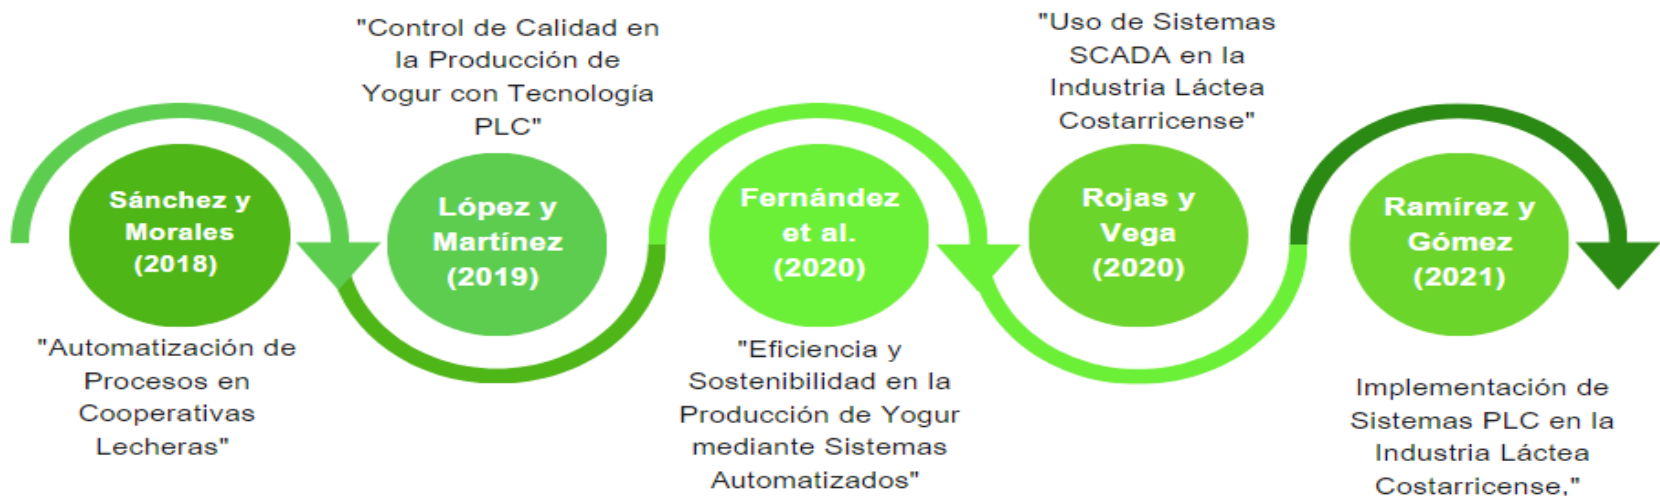 Sánchez y
Morales
(2018)
"Automatización de
Procesos en
Cooperativas
Lecheras"
"Control de Calidad en
la Producción de
Yogur con Tecnología
PLC"
López y
Martínez
(2019)
Fernández
et al.
(2020)
"Eficiencia y
Sostenibilidad en la
Producción de Yogur
mediante Sistemas
Automatizados"
"Uso de Sistemas
SCADA en la
Industria Láctea
Costarricense"
Rojas y
Vega
(2020)
Ramírez y
Gómez
(2021)
Implementación de
Sistemas PLC en la
Industria Láctea
Costarricense,"